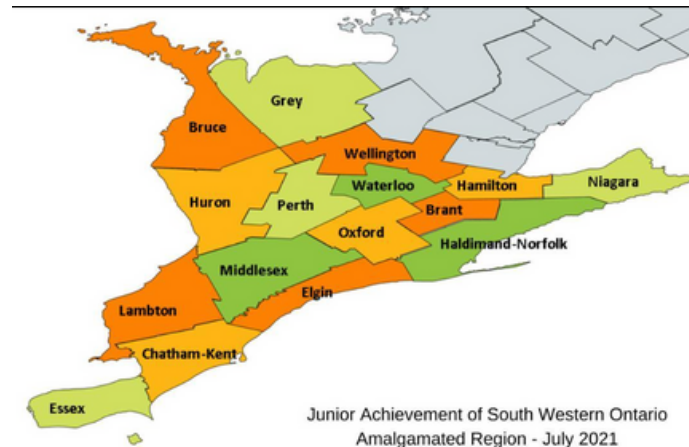 Grey
Bruce
Wellington
Waterloo
Hamilton
Niagara
Huron
Perth
Brant
Oxford
Haldimand-Norfolk
Middlesex
Elgin
Lambton
Chatham-Kent
Essex
Junior Achievement of South Western Ontario
Amalgamated Region - July 2021